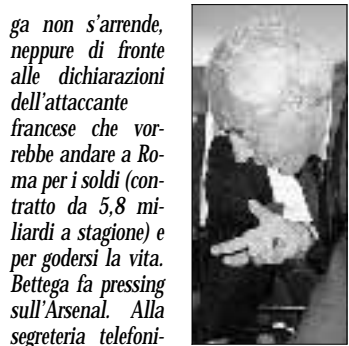 ga non s'arrende,
neppure di fronte
alle dichiarazioni
dell'attaccante
francese che vor-
rebbe andare a Ro-
ma per i soldi (con-
tratto da 5,8 mi-
liardi a stagione) e
per godersi la vita.
Bettega fa pressing
sull'Arsenal. Alla
segreteria telefoni-